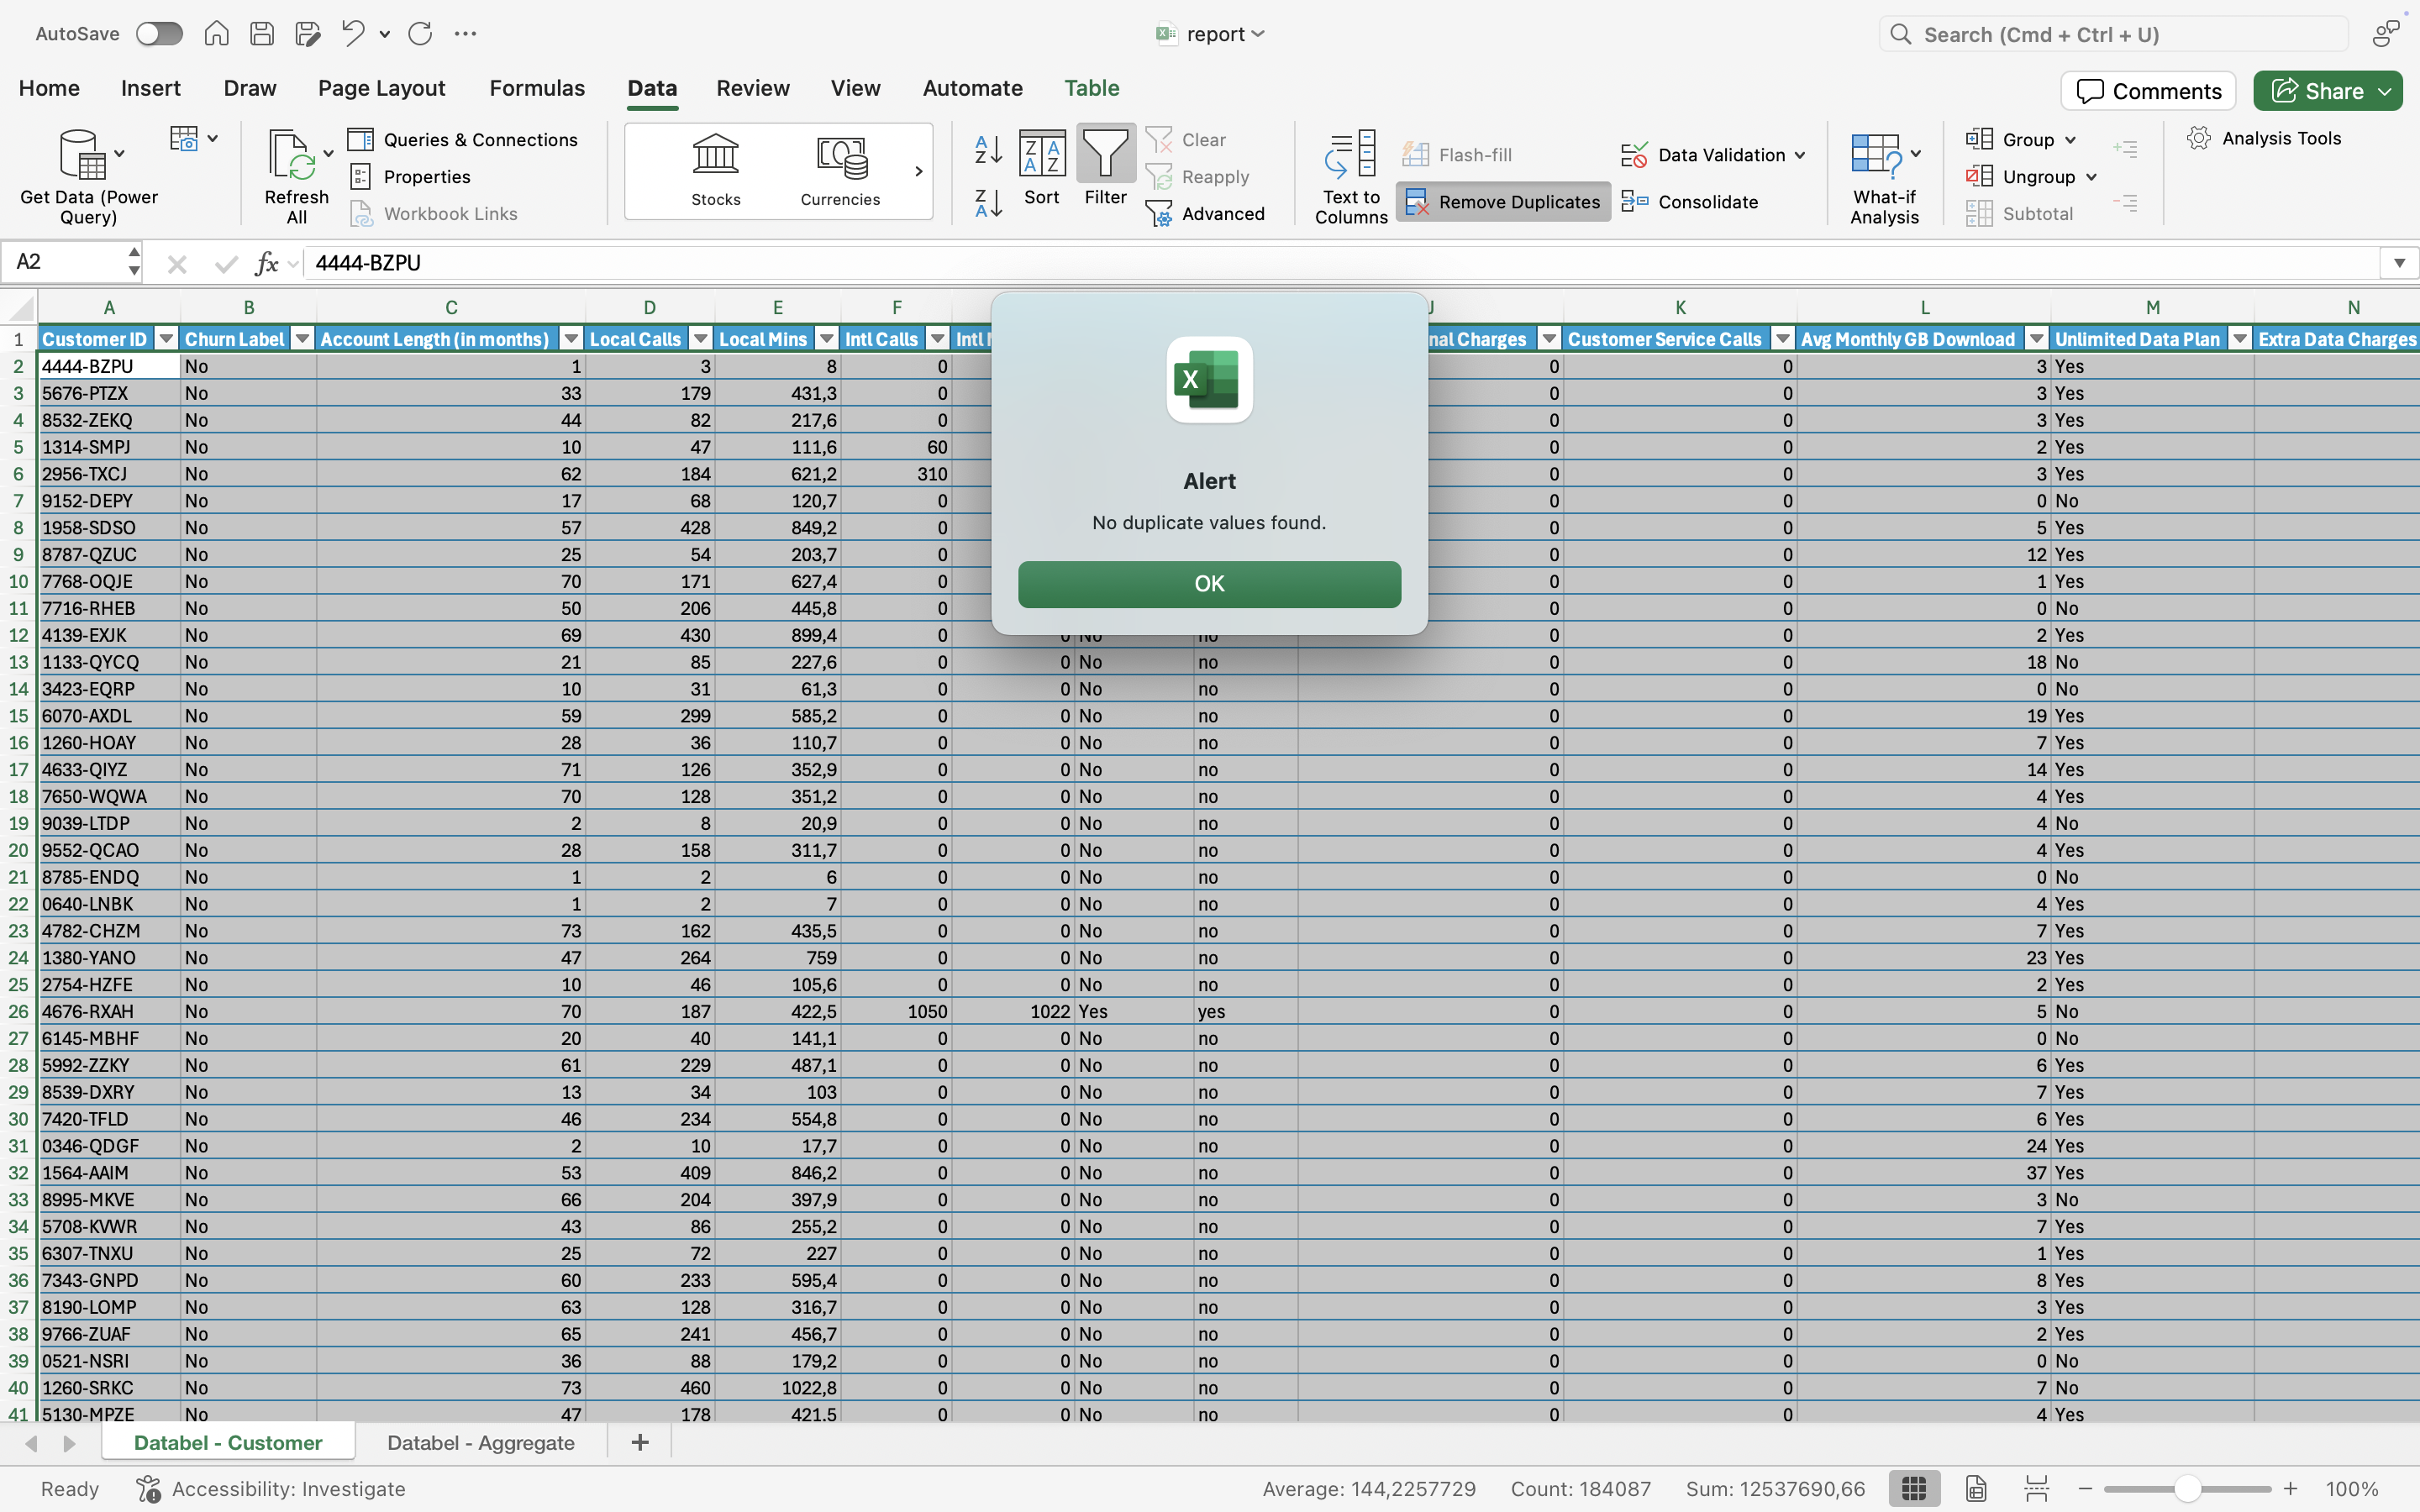 AutoSave
report
Search (Cmd + Ctrl + U)
Home Insert Draw Page Layout Formulas Data Review View Automate Table
Comments Share
Get Data (Power Query)
Refresh All
Queries & Connections
Properties
Workbook Links
Stocks Currencies
Sort Filter
Clear
Reapply
Advanced
Text to Columns
Flash-fill
Remove Duplicates
Data Validation
Consolidate
What-if Analysis
Group
Ungroup
Subtotal
Analysis Tools
A2 fx 4444-BZPU
A B C D E F J K L M N
1 Customer ID Churn Label Account Length (in months) Local Calls Local Mins Intl Calls Intl nal Charges Customer Service Calls Avg Monthly GB Download Unlimited Data Plan Extra Data Charges
2 4444-BZPU No 1 3 8 0 0 0 3 Yes
3 5676-PTZX No 33 179 431,3 0 0 0 3 Yes
4 8532-ZEKQ No 44 82 217,6 0 0 0 3 Yes
5 1314-SMPJ No 10 47 111,6 60 0 0 2 Yes
6 2956-TXCJ No 62 184 621,2 310 0 0 3 Yes
7 9152-DEPY No 17 68 120,7 0 0 0 0 No
8 1958-SDSO No 57 428 849,2 0 0 0 5 Yes
9 8787-QZUC No 25 54 203,7 0 0 0 12 Yes
10 7768-OQJE No 70 171 627,4 0 0 0 1 Yes
11 7716-RHEB No 50 206 445,8 0 0 0 0 No
12 4139-EXJK No 69 430 899,4 0 0 No no 0 0 2 Yes
13 1133-QYCQ No 21 85 227,6 0 0 No no 0 0 18 No
14 3423-EQRP No 10 31 61,3 0 0 No no 0 0 0 No
15 6070-AXDL No 59 299 585,2 0 0 No no 0 0 19 Yes
16 1260-HOAY No 28 36 110,7 0 0 No no 0 0 7 Yes
17 4633-QIYZ No 71 126 352,9 0 0 No no 0 0 14 Yes
18 7650-WQWA No 70 128 351,2 0 0 No no 0 0 4 Yes
19 9039-LTDP No 2 8 20,9 0 0 No no 0 0 4 No
20 9552-QCAO No 28 158 311,7 0 0 No no 0 0 4 Yes
21 8785-ENDQ No 1 2 6 0 0 No no 0 0 0 No
22 0640-LNBK No 1 2 7 0 0 No no 0 0 4 Yes
23 4782-CHZM No 73 162 435,5 0 0 No no 0 0 7 Yes
24 1380-YANO No 47 264 759 0 0 No no 0 0 23 Yes
25 2754-HZFE No 10 46 105,6 0 0 No no 0 0 2 Yes
26 4676-RXAH No 70 187 422,5 1050 1022 Yes yes 0 0 5 No
27 6145-MBHF No 20 40 141,1 0 0 No no 0 0 0 No
28 5992-ZZKY No 61 229 487,1 0 0 No no 0 0 6 Yes
29 8539-DXRY No 13 34 103 0 0 No no 0 0 7 Yes
30 7420-TFLD No 46 234 554,8 0 0 No no 0 0 6 Yes
31 0346-QDGF No 2 10 17,7 0 0 No no 0 0 24 Yes
32 1564-AAIM No 53 409 846,2 0 0 No no 0 0 37 Yes
33 8995-MKVE No 66 204 397,9 0 0 No no 0 0 3 No
34 5708-KVWR No 43 86 255,2 0 0 No no 0 0 7 Yes
35 6307-TNXU No 25 72 227 0 0 No no 0 0 1 Yes
36 7343-GNPD No 60 233 595,4 0 0 No no 0 0 8 Yes
37 8190-LOMP No 63 128 316,7 0 0 No no 0 0 3 Yes
38 9766-ZUAF No 65 241 456,7 0 0 No no 0 0 2 Yes
39 0521-NSRI No 36 88 179,2 0 0 No no 0 0 0 No
40 1260-SRKC No 73 460 1022,8 0 0 No no 0 0 7 No
41 5130-MPZE No 47 178 421,5 0 0 No no 0 0 4 Yes
Alert
No duplicate values found.
OK
Databel - Customer Databel - Aggregate
Ready Accessibility: Investigate Average: 144,2257729 Count: 184087 Sum: 12537690,66 100%